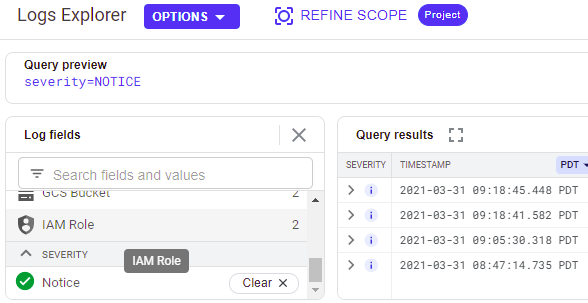 Logs Explorer
OPTIONS
REFINE SCOPE
Project
Query preview
severity=NOTICE
Log fields
Search fields and values
GCS Bucket 2
IAM Role 2
SEVERITY
IAM Role
Notice
Clear
Query results
SEVERITY TIMESTAMP PDT
2021-03-31 09:18:45.448 PDT
2021-03-31 09:18:41.582 PDT
2021-03-31 09:05:30.318 PDT
2021-03-31 08:47:14.735 PDT